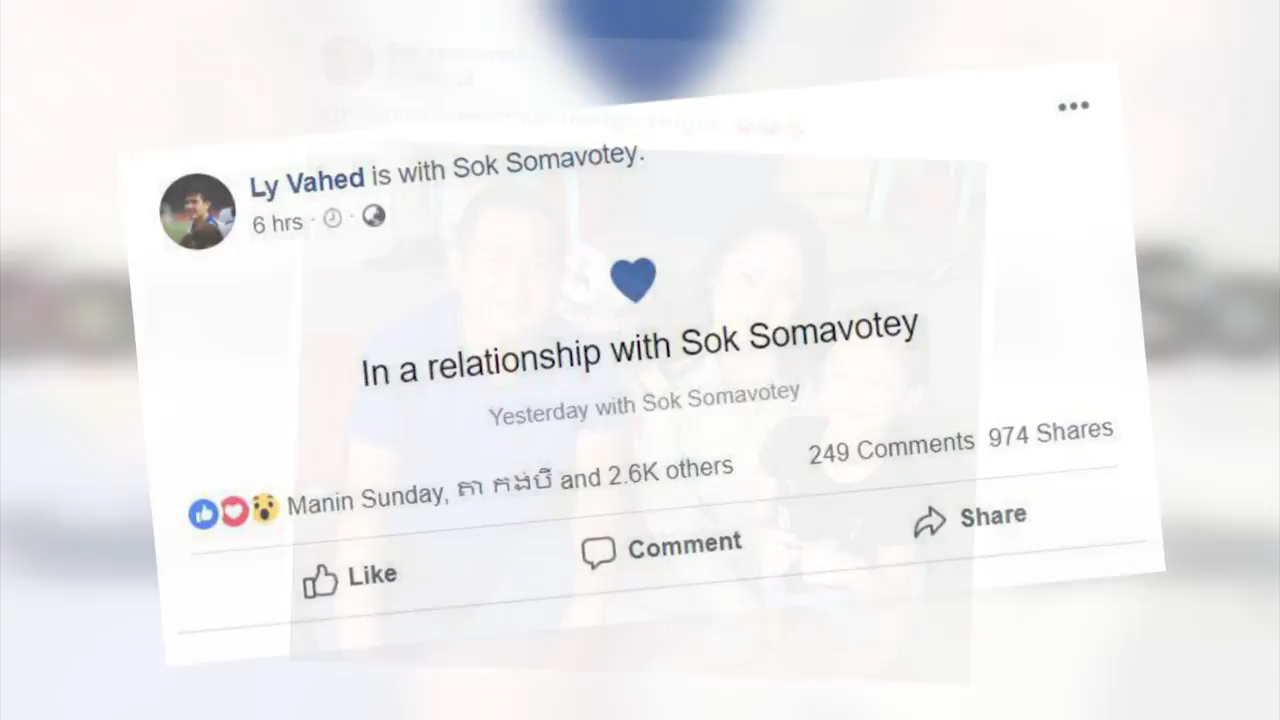 Ly Vahed is with Sok Somavotey.
6 hrs
In a relationship with Sok Somavotey
Yesterday with Sok Somavotey
Manin Sunday, តា កង់បី and 2.6K others
249 Comments 974 Shares
Like
Comment
Share